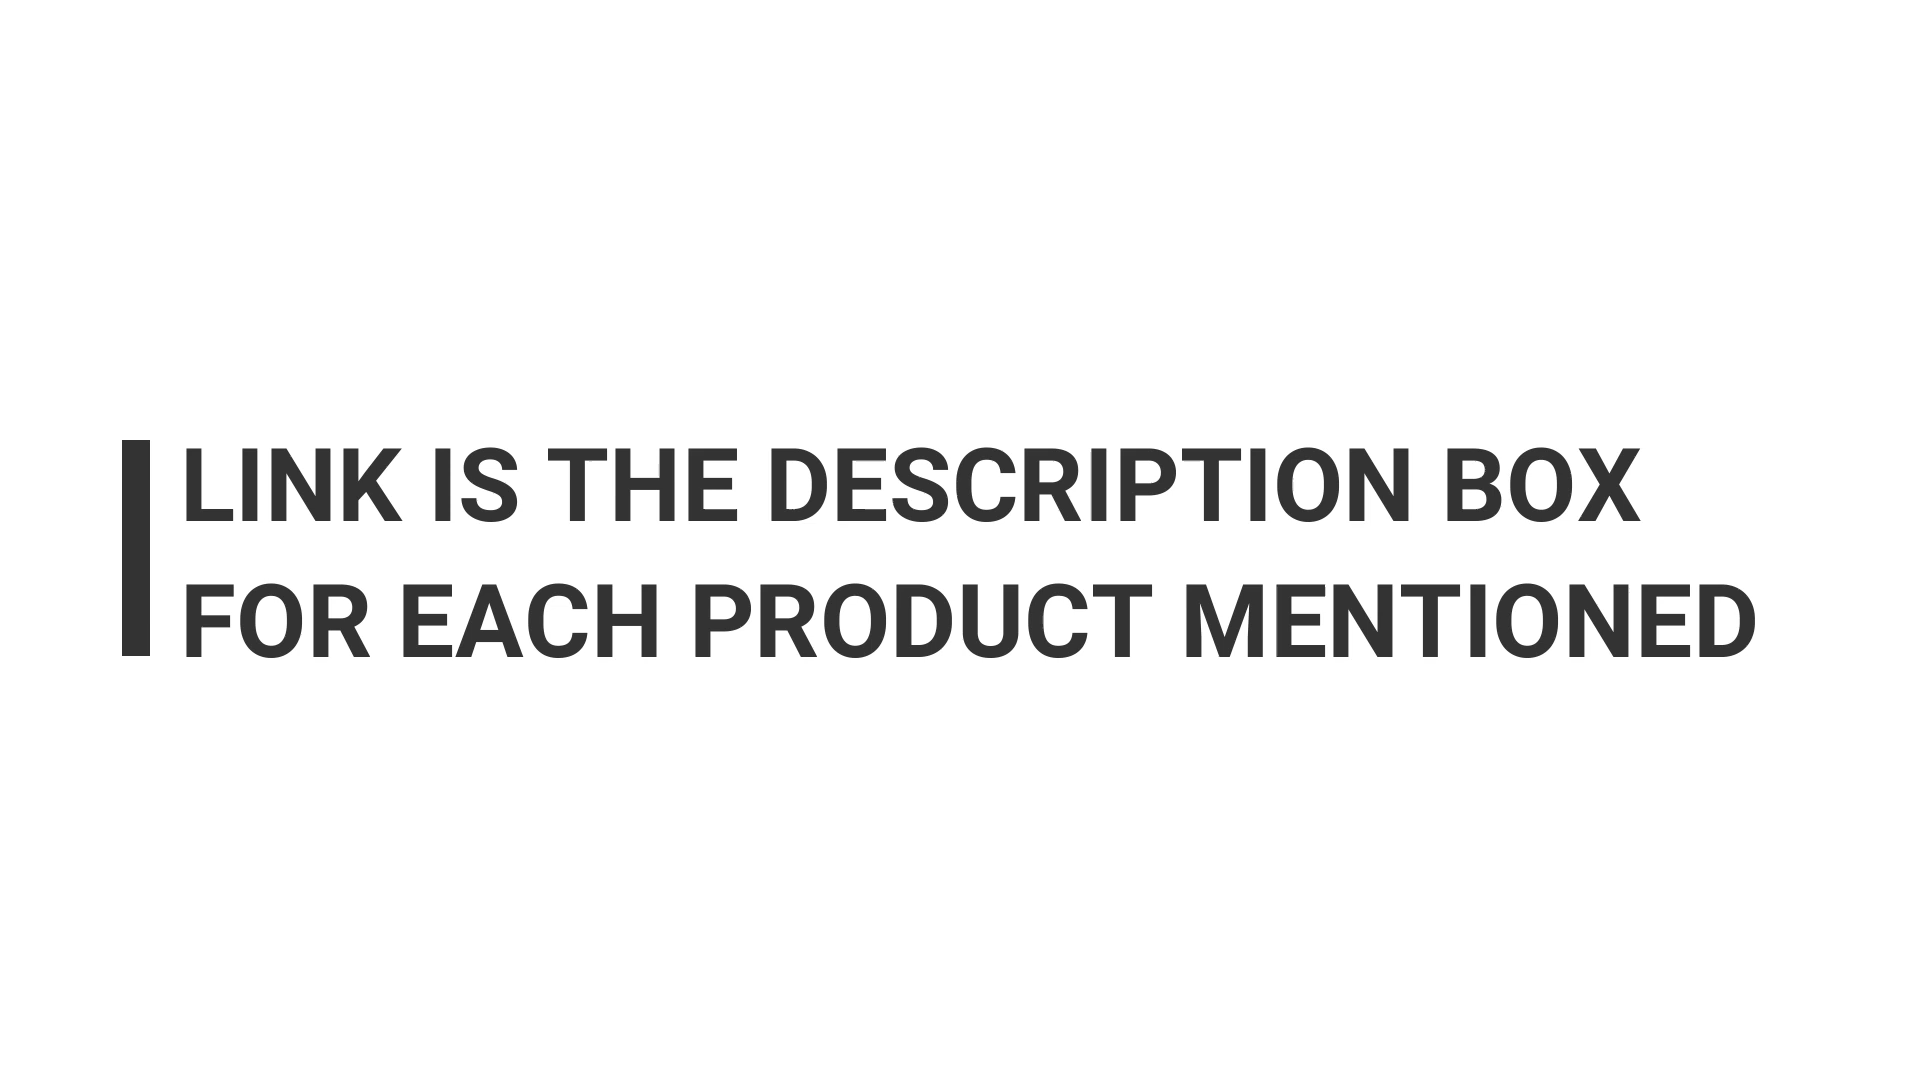 LINK IS THE DESCRIPTION BOX
FOR EACH PRODUCT MENTIONED